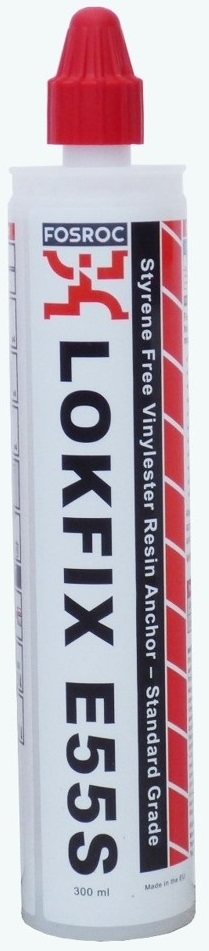 FOSROC
LOKFIX E55S
Styrene Free Vinylester Resin Anchor – Standard Grade
300 ml
Made in the EU